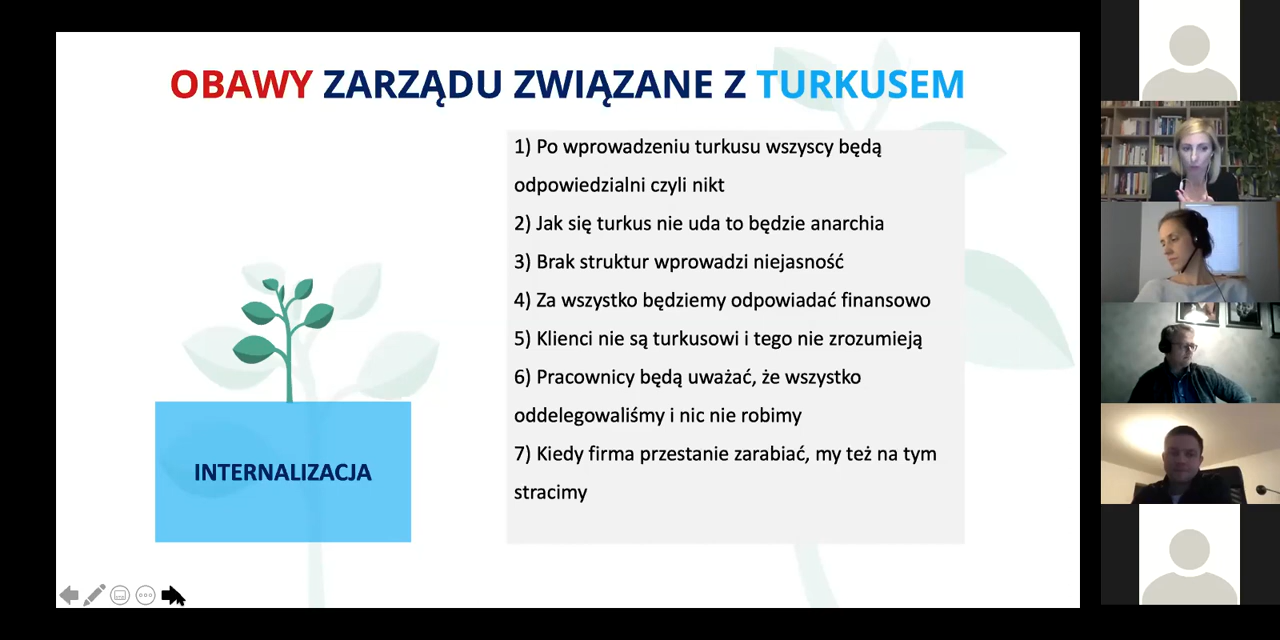 OBAWY ZARZĄDU ZWIĄZANE Z TURKUSEM
1) Po wprowadzeniu turkusu wszyscy będą
odpowiedzialni czyli nikt
2) Jak się turkus nie uda to będzie anarchia
3) Brak struktur wprowadzi niejasność
4) Za wszystko będziemy odpowiadać finansowo
5) Klienci nie są turkusowi i tego nie zrozumieją
6) Pracownicy będą uważać, że wszystko
oddelegowaliśmy i nic nie robimy
7) Kiedy firma przestanie zarabiać, my też na tym
stracimy
INTERNALIZACJA